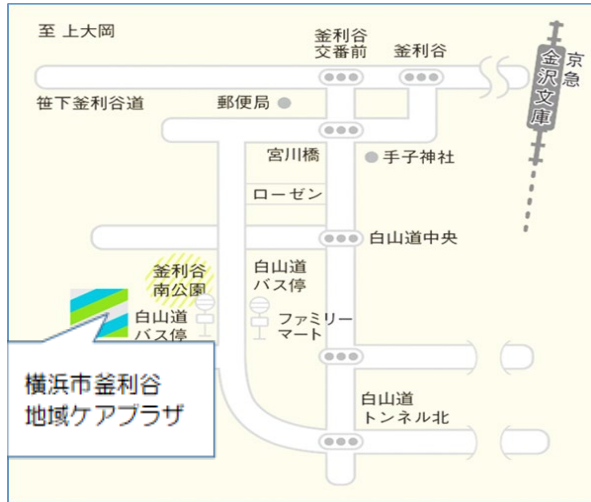 至 上大岡
釜利谷
交番前
釜利谷
京急
金沢文庫
笹下釜利谷道
郵便局
宮川橋
手子神社
ローゼン
白山道中央
釜利谷
南公園
白山道
バス停
白山道
バス停
ファミリー
マート
横浜市釜利谷
地域ケアプラザ
白山道
トンネル北